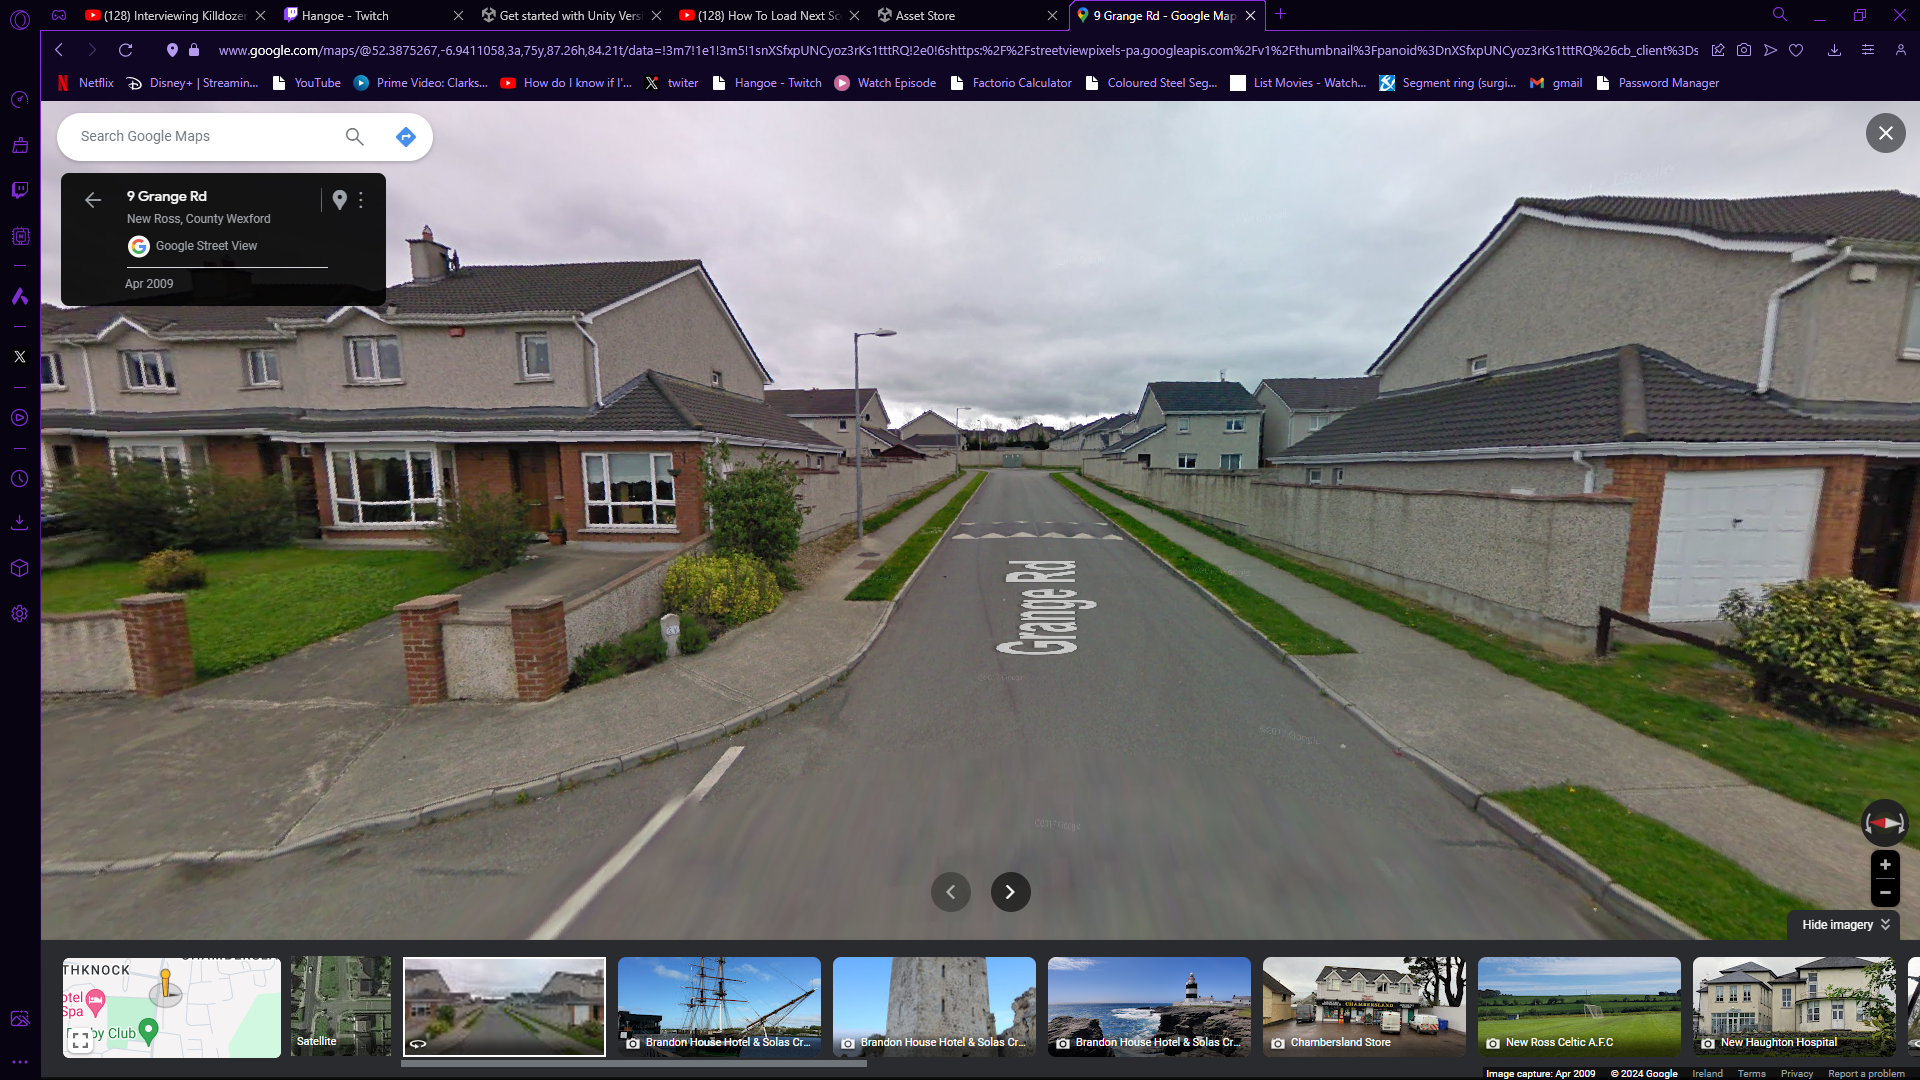 (128) Interviewing Killdozer
Hangoe - Twitch
Get started with Unity Versi
(128) How To Load Next Sc
Asset Store
9 Grange Rd - Google Map
www.google.com/maps/@52.3875267,-6.9411058,3a,75y,87.26h,84.21t/data=!3m7!1e1!3m5!1snXSfxpUNCyoz3rKs1tttRQ!2e0!6shttps:%2F%2Fstreetviewpixels-pa.googleapis.com%2Fv1%2Fthumbnail%3Fpanoid%3DnXSfxpUNCyoz3rKs1tttRQ%26cb_client%3Ds
Netflix
Disney+ | Streamin...
YouTube
Prime Video: Clarks...
How do I know if I'...
twiter
Hangoe - Twitch
Watch Episode
Factorio Calculator
Coloured Steel Seg...
List Movies - Watch...
Segment ring (surgi...
gmail
Password Manager
Search Google Maps
9 Grange Rd
New Ross, County Wexford
Google Street View
Apr 2009
Grange Rd
Hide imagery
THKNOCK
otel
Spa
by Club
Satellite
Brandon House Hotel & Solas Cr...
Brandon House Hotel & Solas Cr...
Brandon House Hotel & Solas Cr...
CHAMBERSLAND
Chambersland Store
New Ross Celtic A.F.C
New Haughton Hospital
Image capture: Apr 2009
© 2024 Google
Ireland
Terms
Privacy
Report a problem